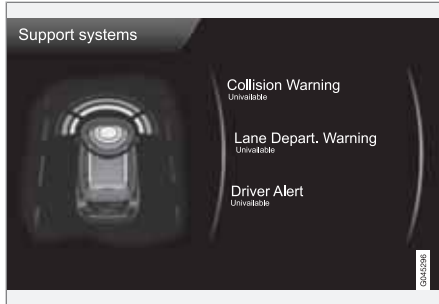 Support systems
Collision Warning
Univailable
Lane Depart. Warning
Univailable
Driver Alert
Univailable
G045296